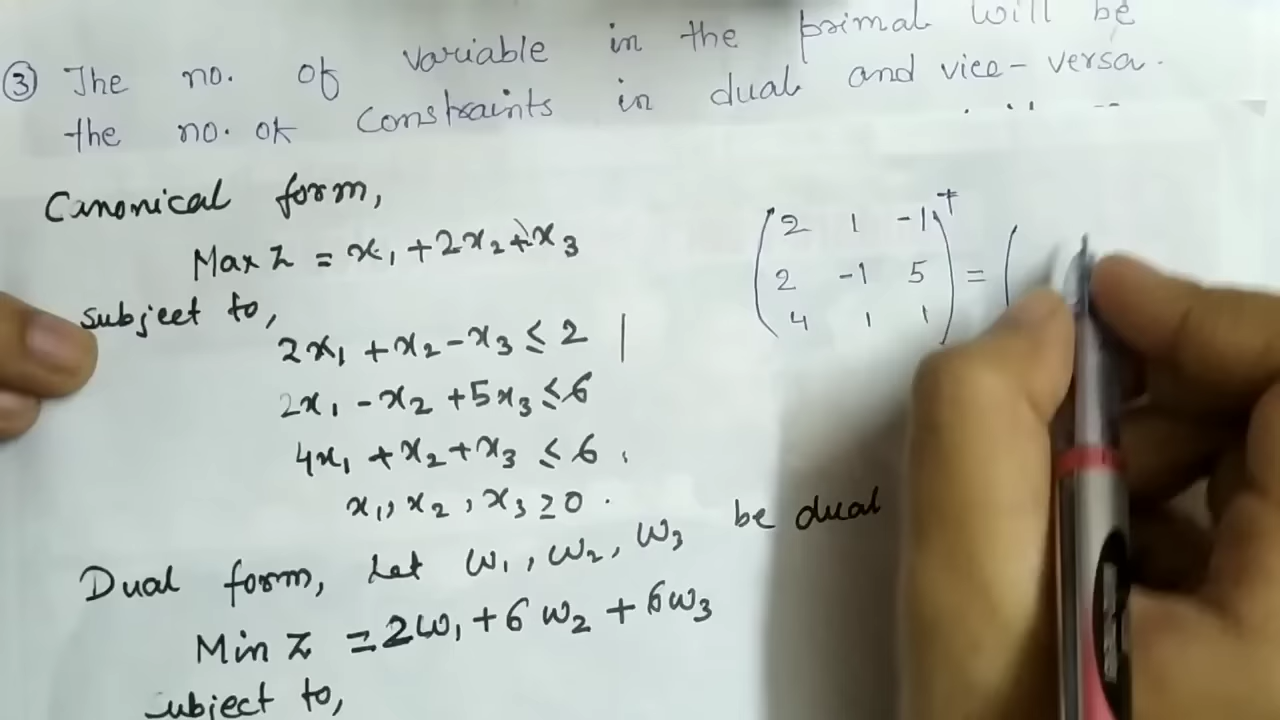 ③ The no. of variable in the primal will be
the no. of constraints in dual and vice-versa.
Canonical form,
Max Z = x₁ + 2x₂ + x₃
subject to,
2x₁ + x₂ - x₃ ≤ 2 |
2x₁ - x₂ + 5x₃ ≤ 6
4x₁ + x₂ + x₃ ≤ 6 ,
x₁, x₂, x₃ ≥ 0 .
Dual form, Let w₁, w₂, w₃ be dual
Min Z = 2w₁ + 6w₂ + 6w₃
ubject to,
2 1 -1 T
2 -1 5 = (
4 1 1